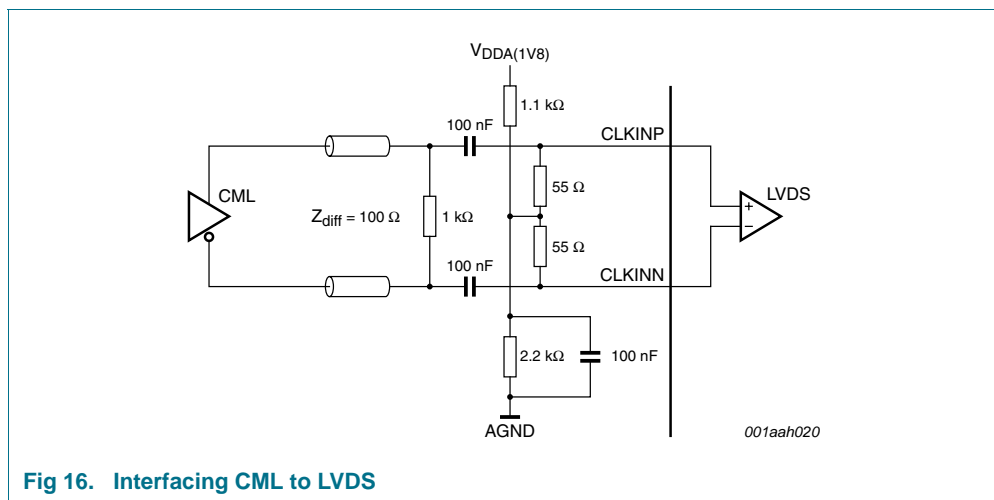 VDDA(1V8)
1.1 kΩ
100 nF
CLKINP
CML
55 Ω
LVDS
Zdiff = 100 Ω
1 kΩ
+
−
55 Ω
100 nF
CLKINN
2.2 kΩ
100 nF
AGND
001aah020
Fig 16. Interfacing CML to LVDS